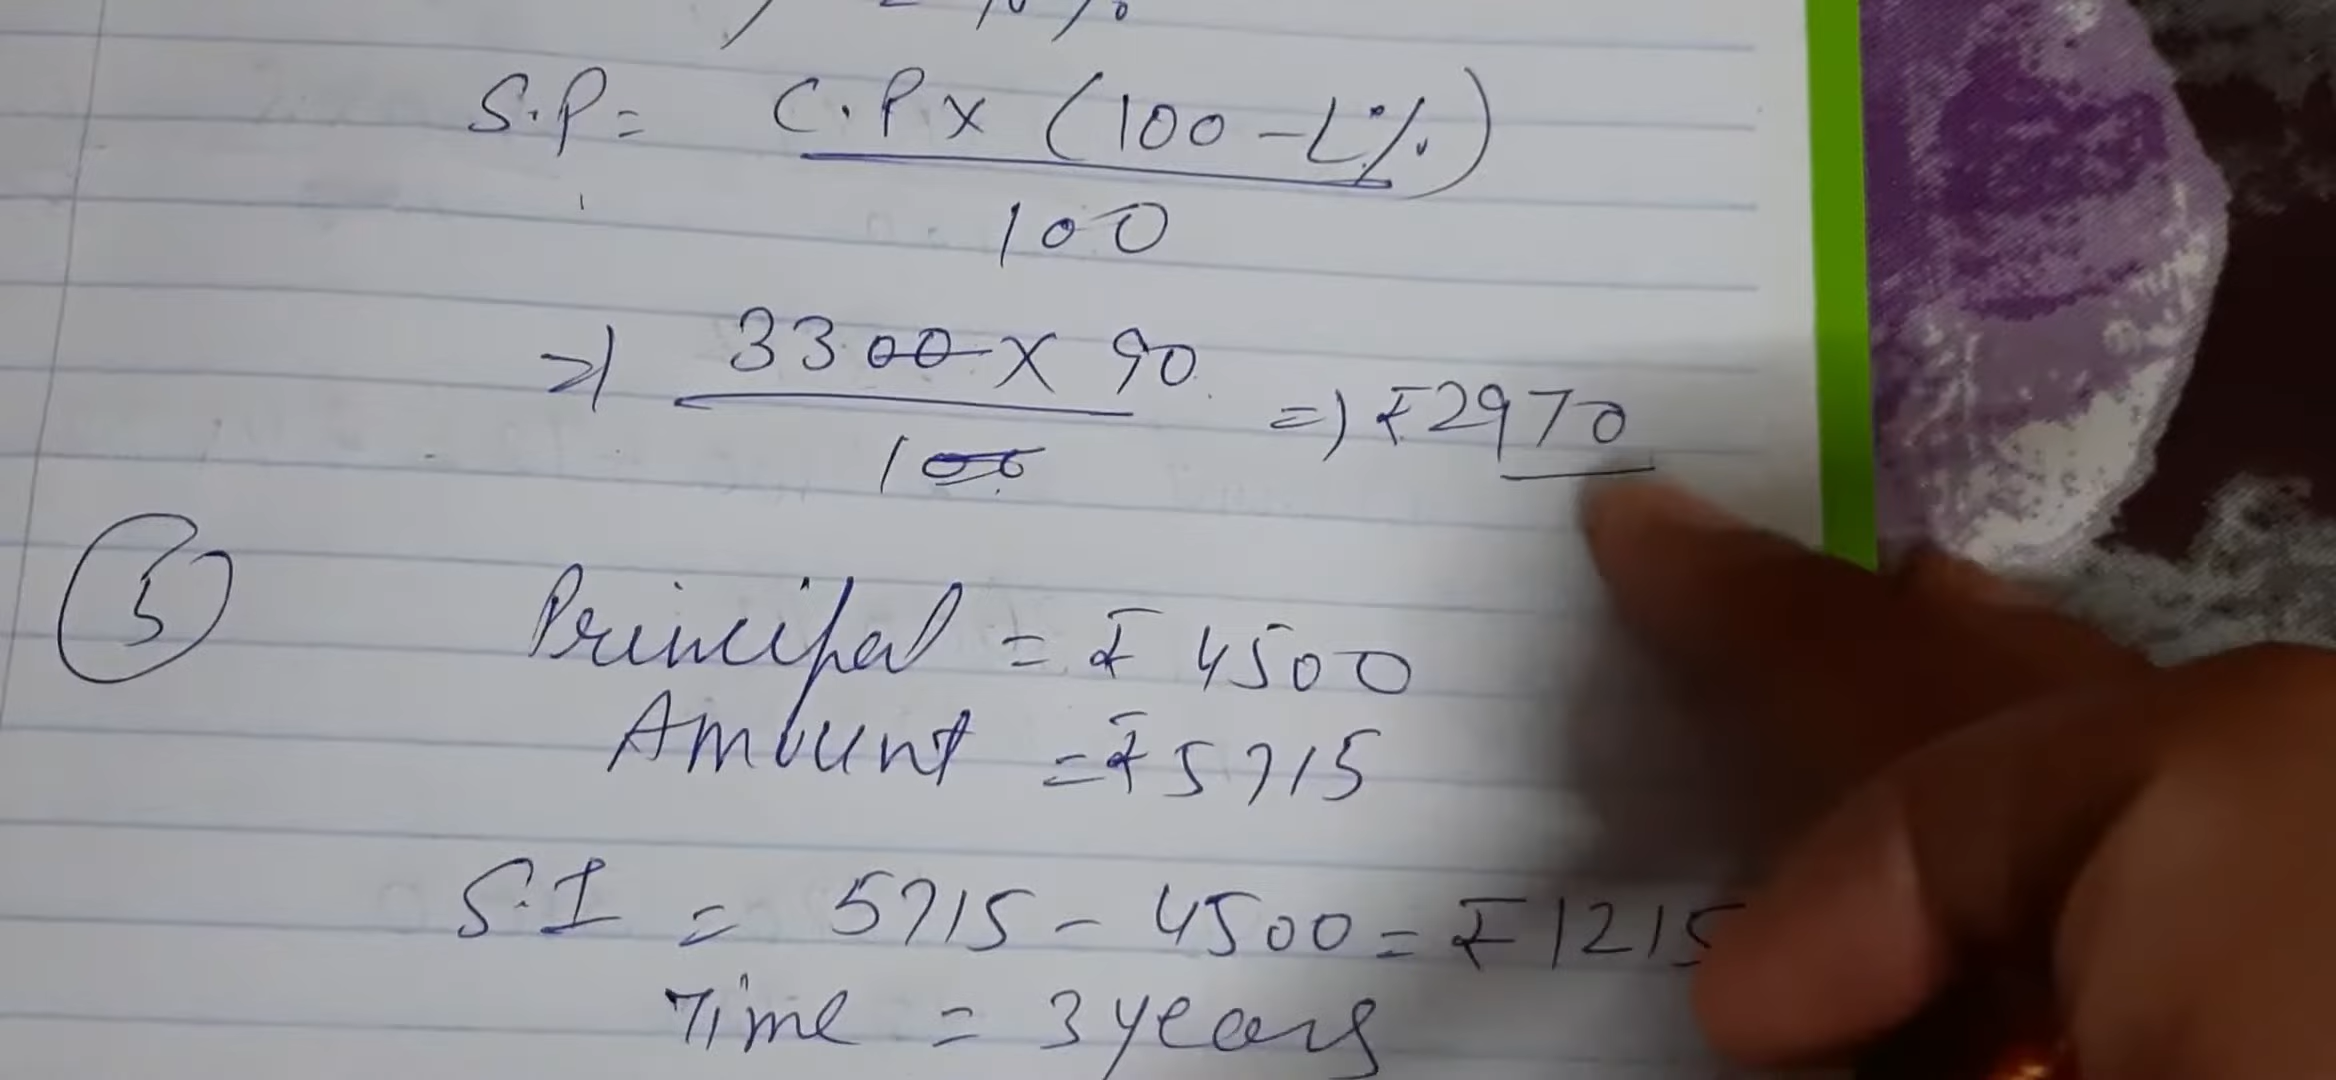 S.P = C.P × (100 - L%)
100
⇒ 3300 × 90 ⇒ ₹2970
100
5 Principal = ₹ 4500
Amount = ₹5715
S.I = 5715 - 4500 = ₹1215
Time = 3 years